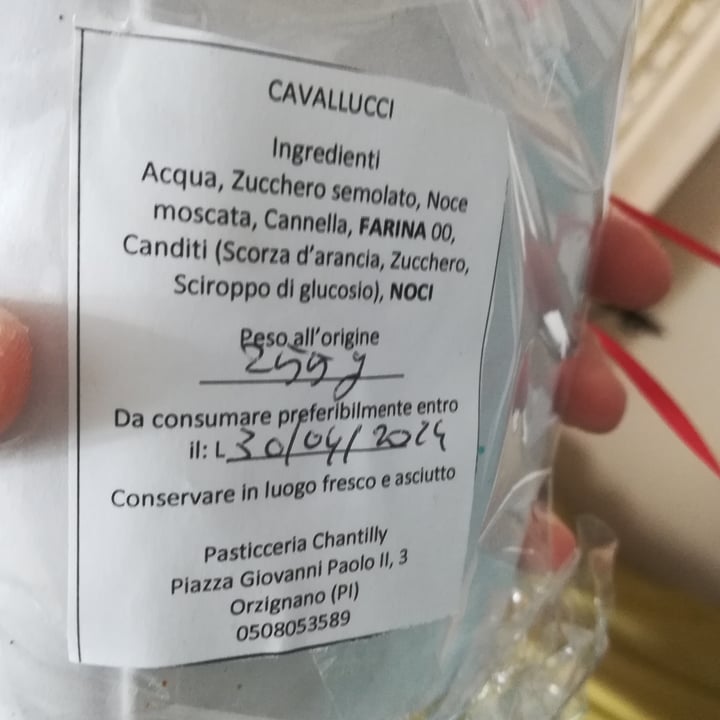 CAVALLUCCI
Ingredienti
Acqua, Zucchero semolato, Noce
moscata, Cannella, FARINA 00,
Canditi (Scorza d'arancia, Zucchero,
Sciroppo di glucosio), NOCI
Peso all'origine
259 g
Da consumare preferibilmente entro
il: L 30/04/2024
Conservare in luogo fresco e asciutto
Pasticceria Chantilly
Piazza Giovanni Paolo II, 3
Orzignano (PI)
0508053589